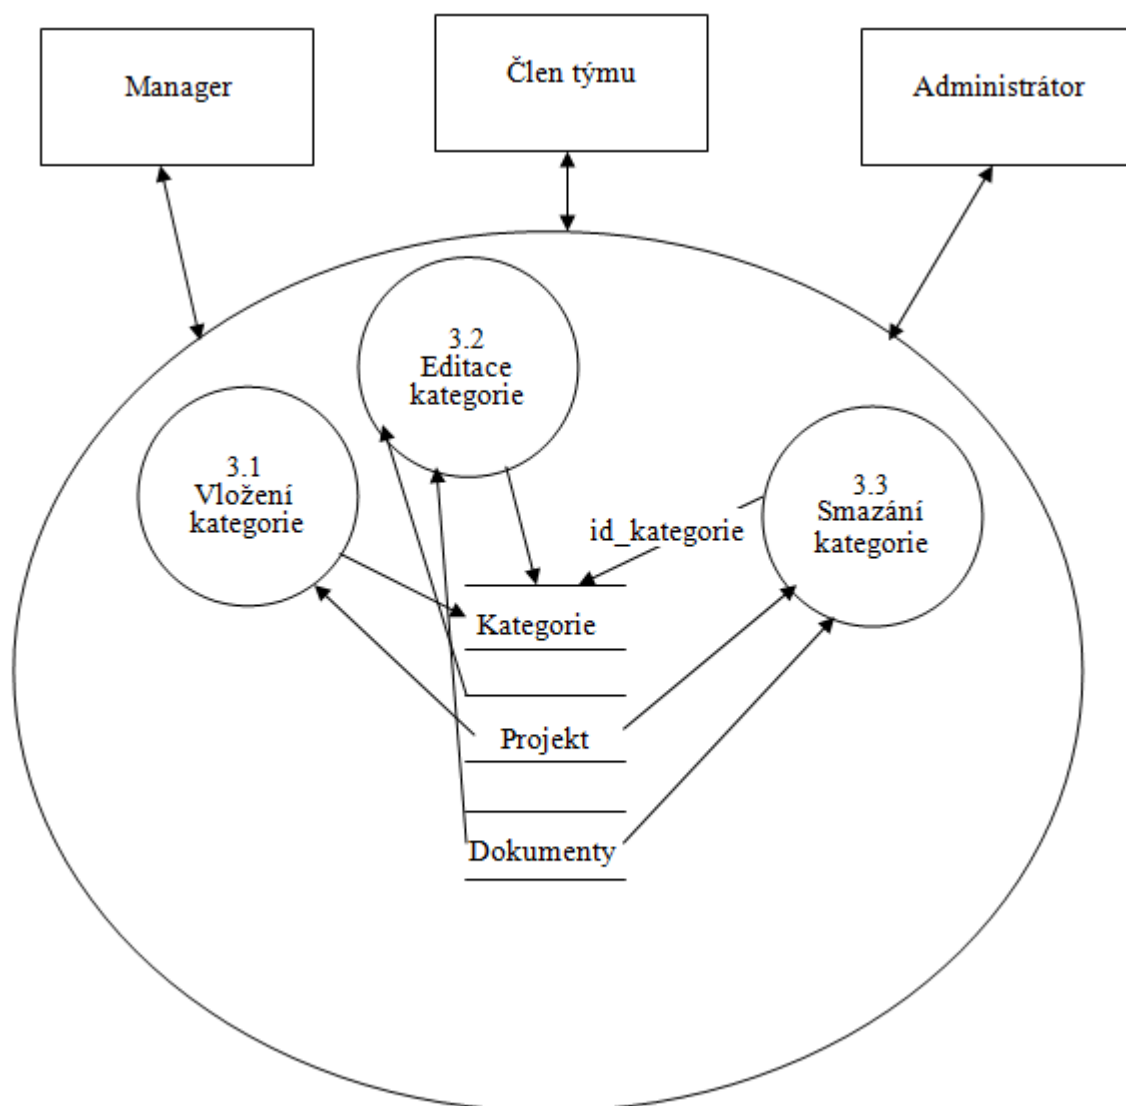 Manager
Člen týmu
Administrátor
3.2
Editace
kategorie
3.1
Vložení
kategorie
3.3
Smazání
kategorie
id_kategorie
Kategorie
Projekt
Dokumenty